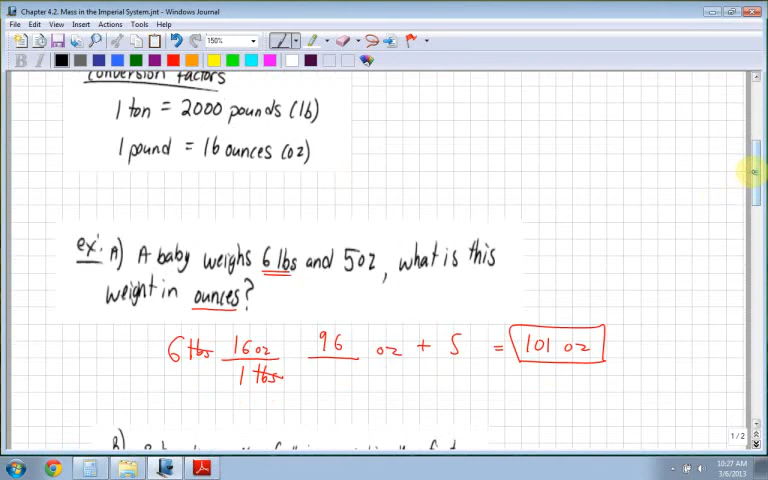 Chapter 4.2. Mass in the Imperial System.jnt - Windows Journal
File Edit View Insert Actions Tools Help
150%
B I
conversion factors
1 ton = 2000 pounds (lb)
1 pound = 16 ounces (oz)
ex: A) A baby weighs 6 lbs and 5 oz, what is this
weight in ounces?
6 lbs 16 oz 96 oz + 5 = 101 oz
1 lbs
B)
1 / 2
10:27 AM
3/6/2013